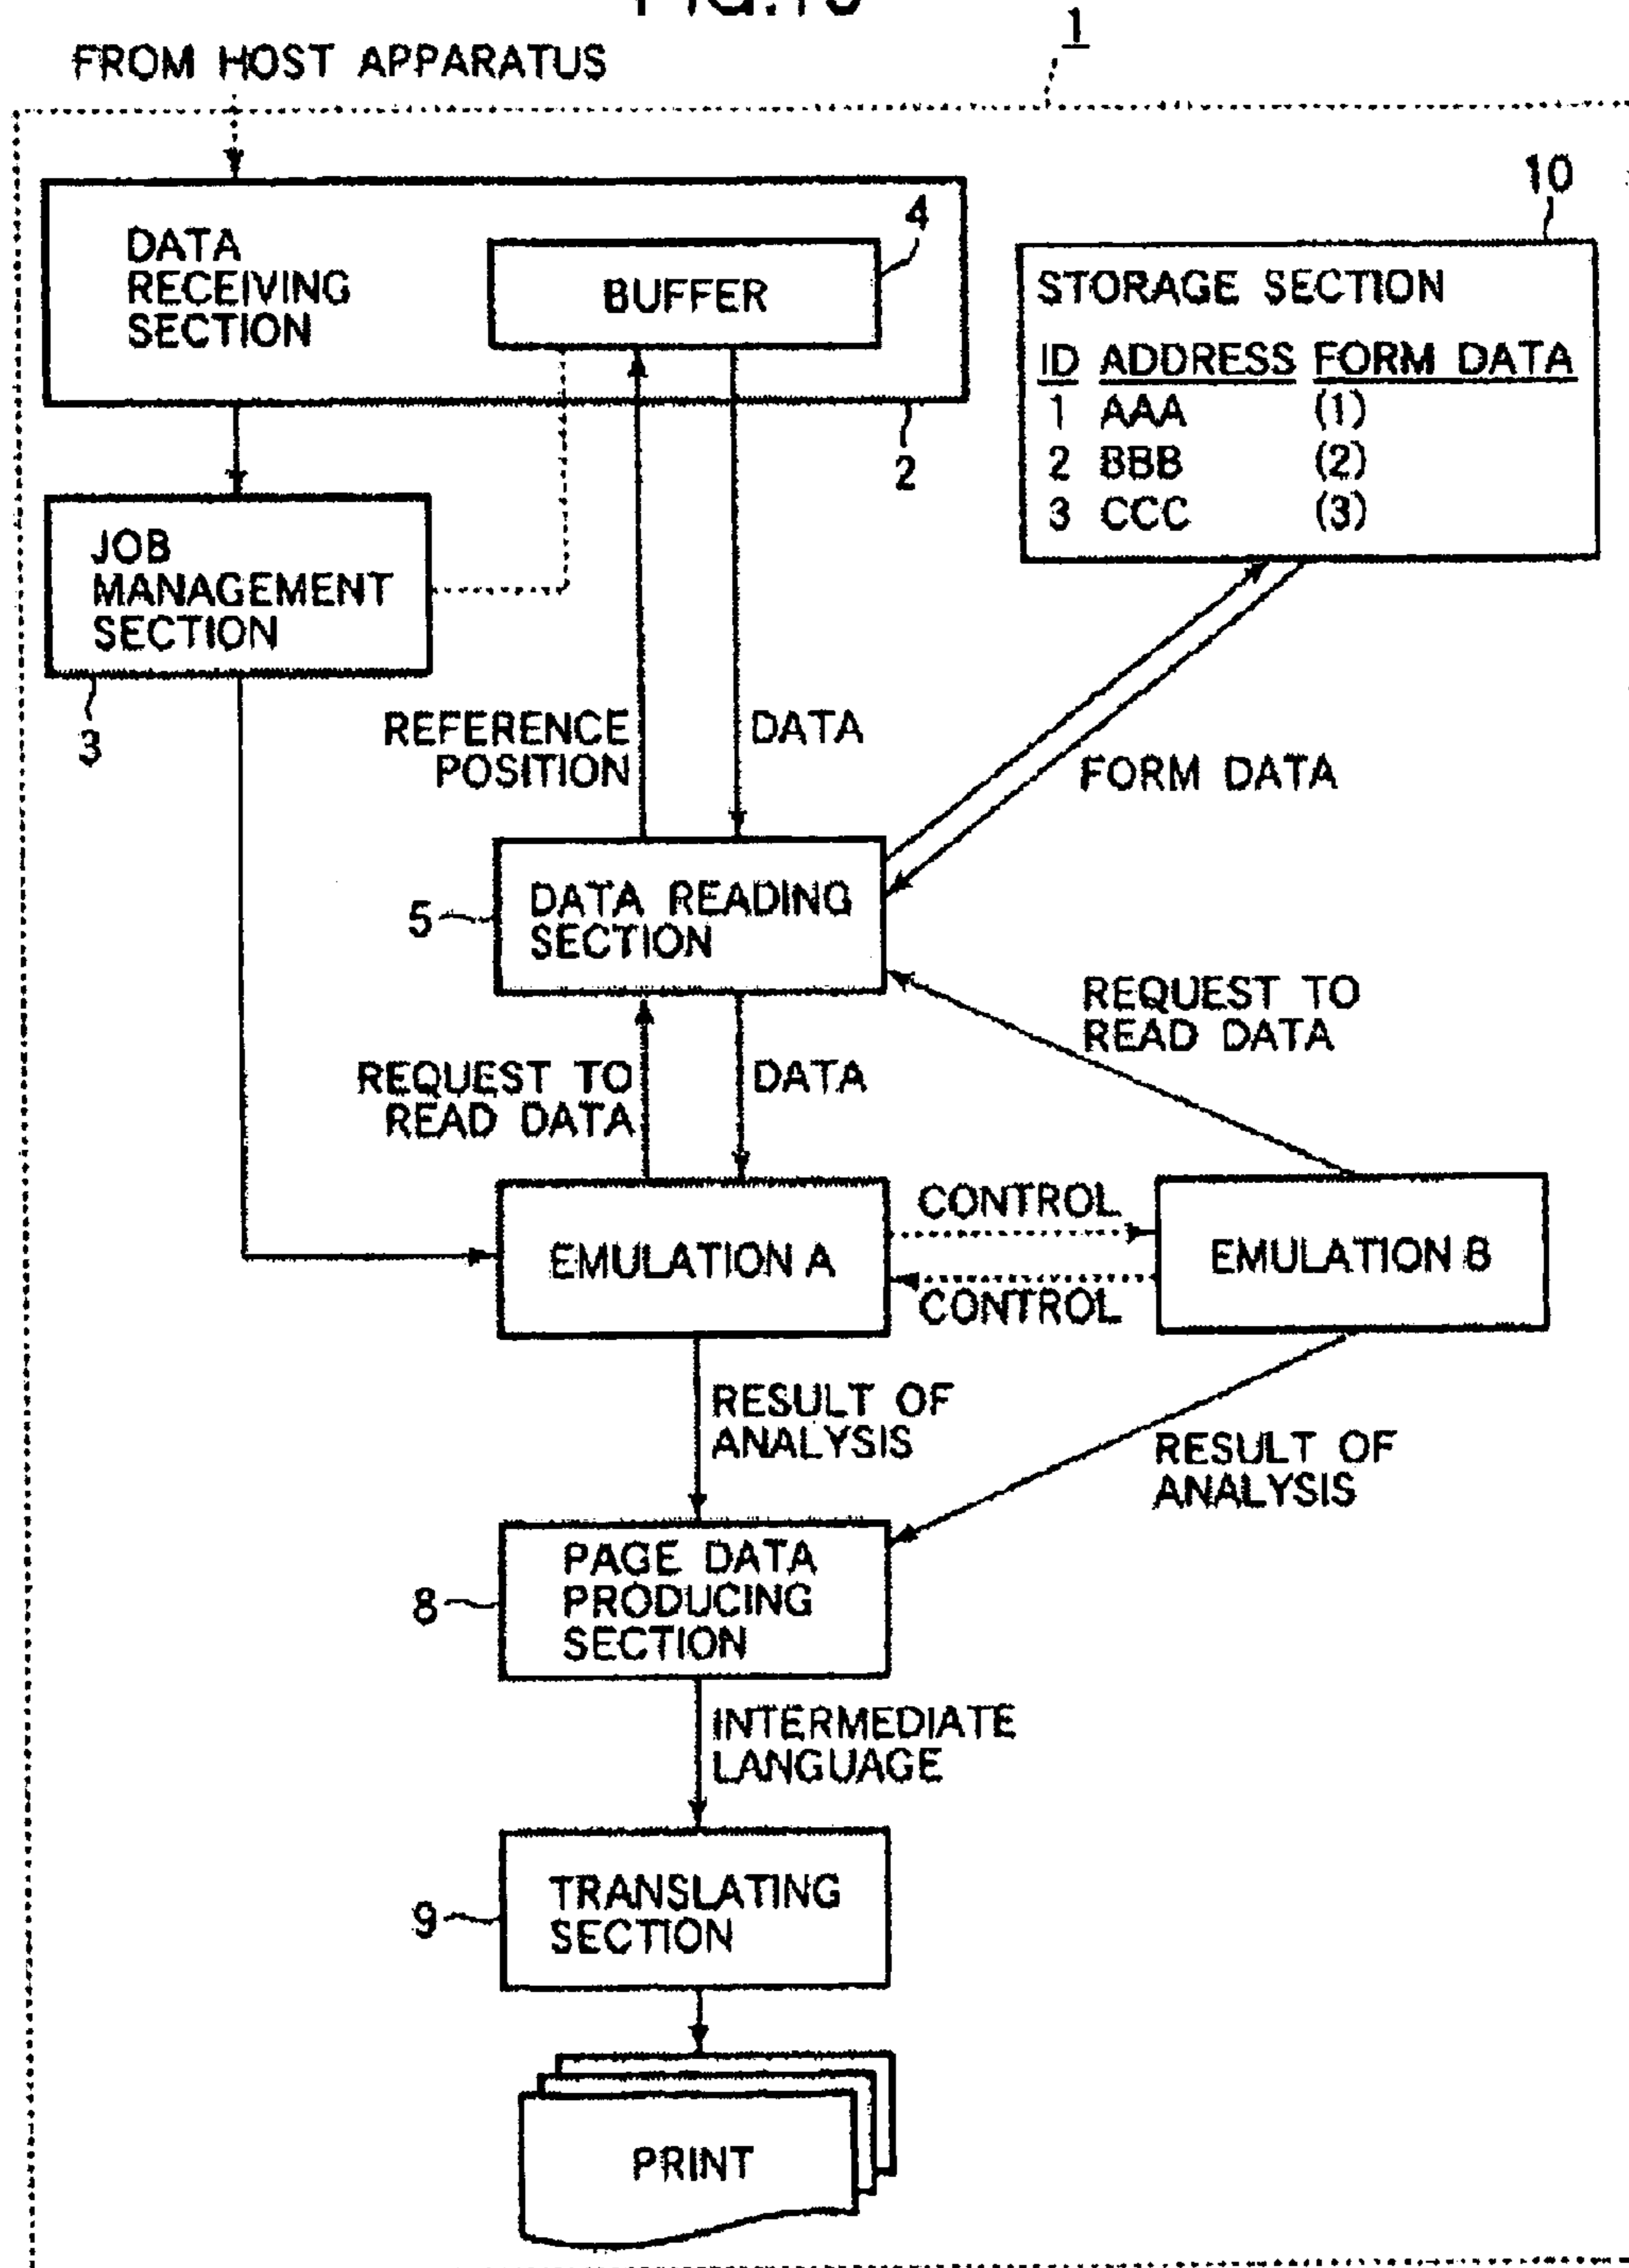 FROM HOST APPARATUS
1
DATA
RECEIVING
SECTION
BUFFER
4
2
10
STORAGE SECTION
ID ADDRESS FORM DATA
1 AAA (1)
2 BBB (2)
3 CCC (3)
JOB
MANAGEMENT
SECTION
3
REFERENCE
POSITION
DATA
FORM DATA
5
DATA READING
SECTION
REQUEST TO
READ DATA
DATA
REQUEST TO
READ DATA
EMULATION A
CONTROL
CONTROL
EMULATION B
RESULT OF
ANALYSIS
RESULT OF
ANALYSIS
8
PAGE DATA
PRODUCING
SECTION
INTERMEDIATE
LANGUAGE
9
TRANSLATING
SECTION
PRINT